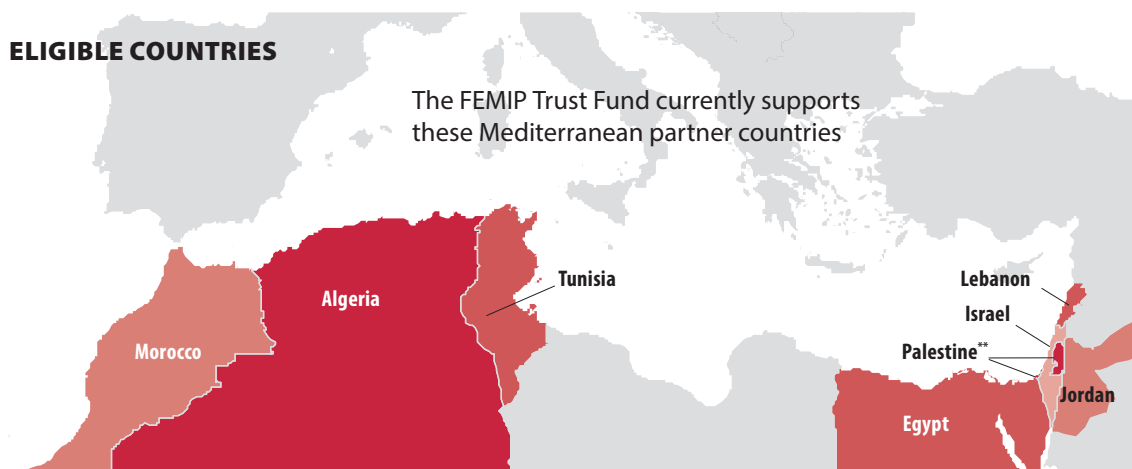 ELIGIBLE COUNTRIES
The FEMIP Trust Fund currently supports
these Mediterranean partner countries
Tunisia
Lebanon
Algeria
Israel
Morocco
Palestine**
Jordan
Egypt